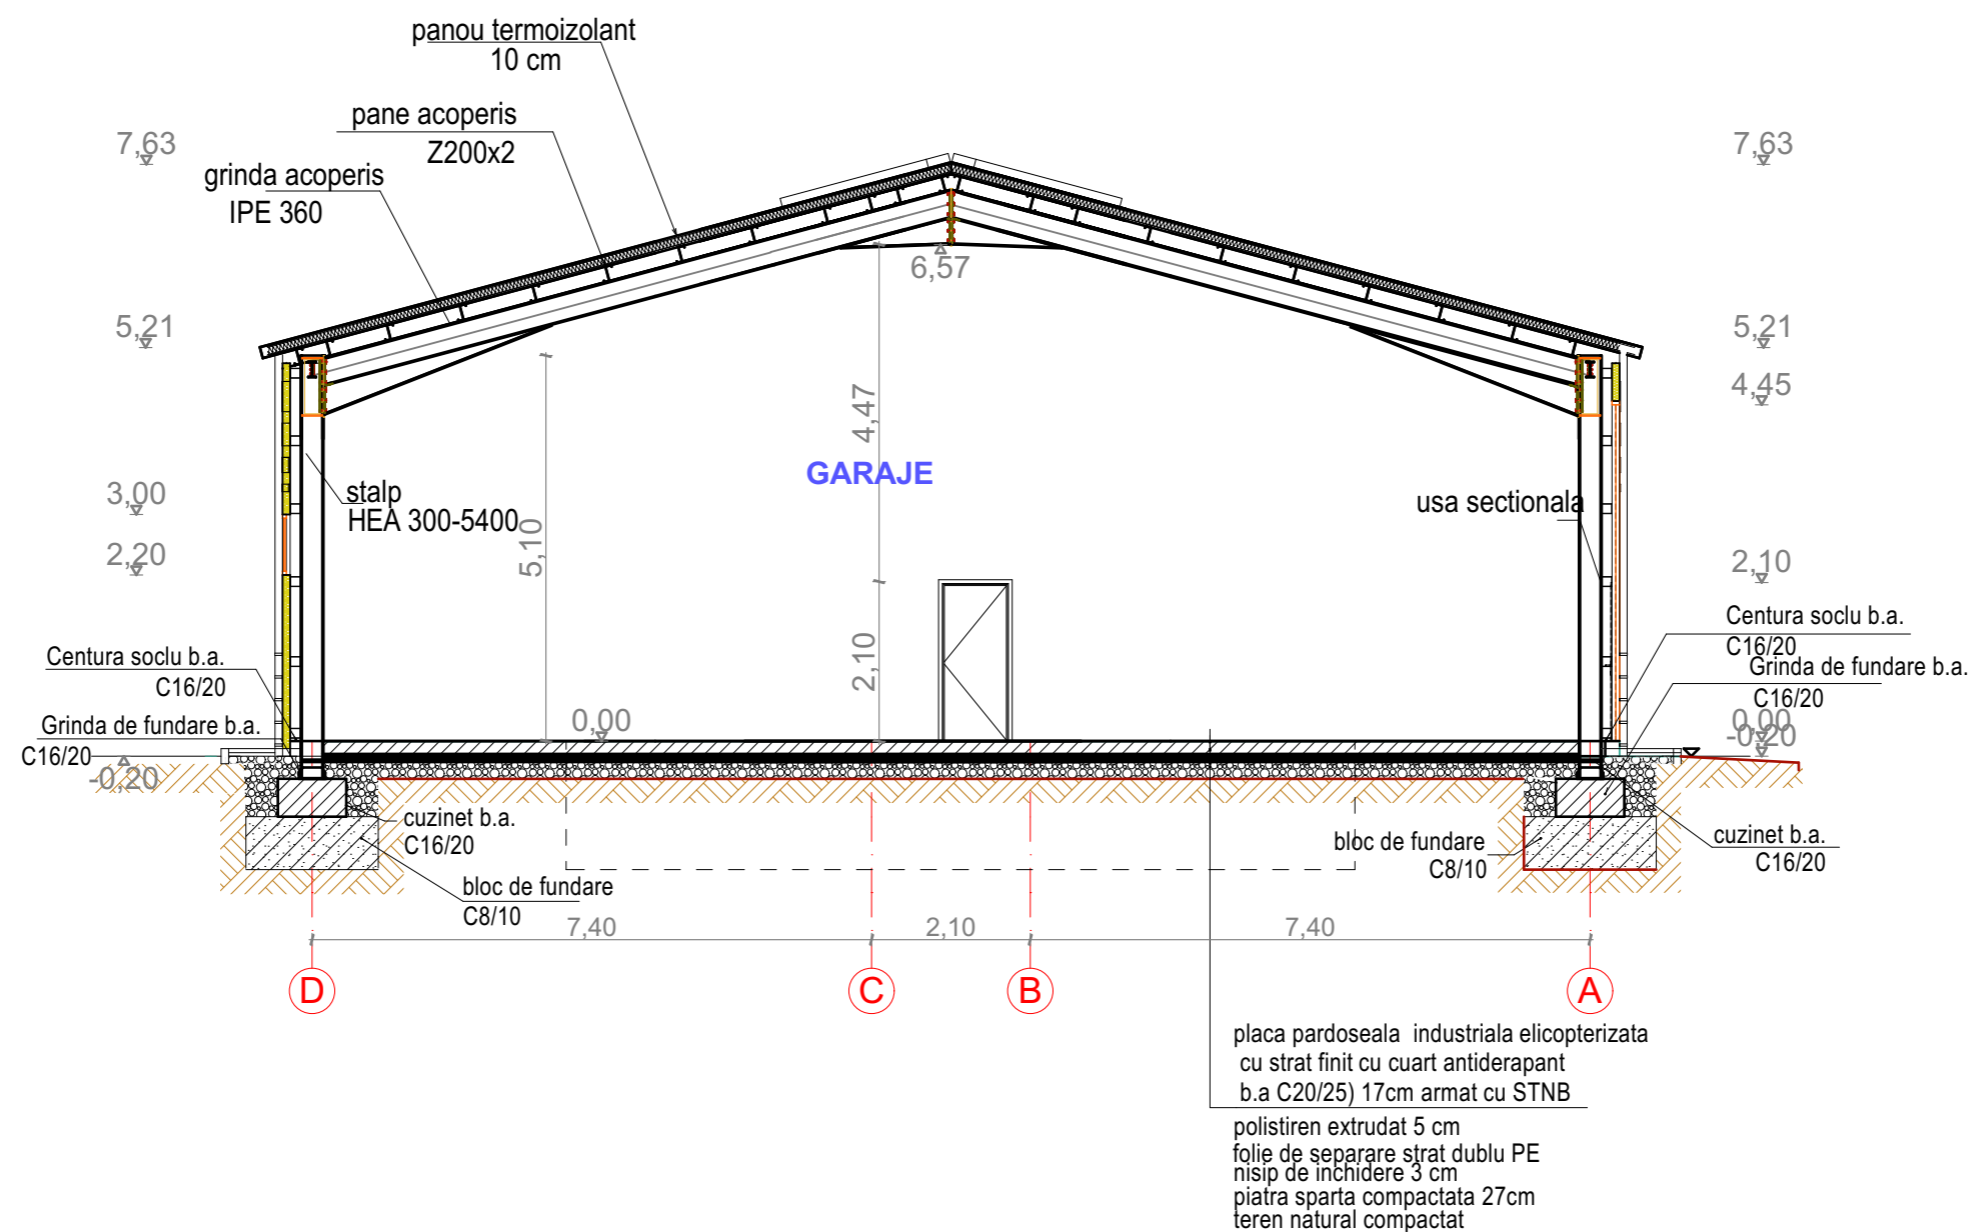 panou termoizolant
10 cm
pane acoperis
Z200x2
grinda acoperis
IPE 360
7,63
7,63
6,57
5,21
5,21
4,45
4,47
GARAJE
stalp
HEA 300-5400
usa sectionala
3,00
2,20
5,10
2,10
2,10
Centura soclu b.a.
C16/20
Grinda de fundare b.a.
C16/20
-0,20
0,00
Centura soclu b.a.
C16/20
Grinda de fundare b.a.
C16/20
0,00
-0,20
cuzinet b.a.
C16/20
bloc de fundare
C8/10
bloc de fundare
C8/10
cuzinet b.a.
C16/20
7,40
2,10
7,40
D
C
B
A
placa pardoseala industriala elicopterizata
cu strat finit cu cuart antiderapant
b.a C20/25) 17cm armat cu STNB
polistiren extrudat 5 cm
folie de separare strat dublu PE
nisip de inchidere 3 cm
piatra sparta compactata 27cm
teren natural compactat